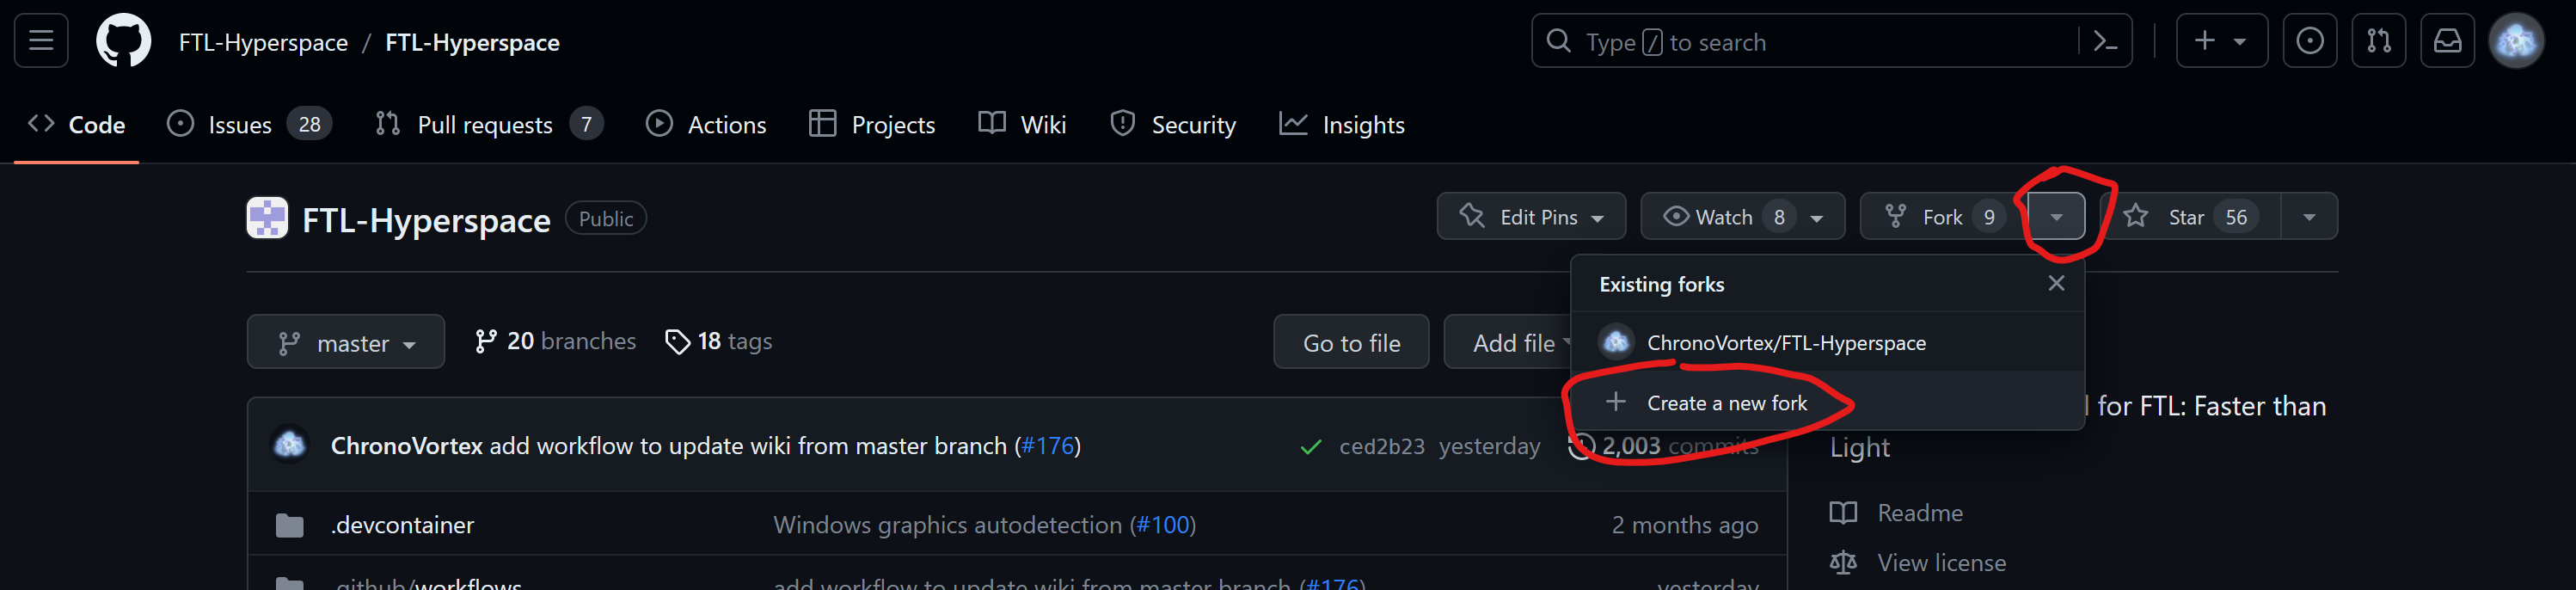 FTL-Hyperspace / FTL-Hyperspace
Type / to search
Code
Issues 28
Pull requests 7
Actions
Projects
Wiki
Security
Insights
FTL-Hyperspace Public
Edit Pins
Watch 8
Fork 9
Star 56
Existing forks
ChronoVortex/FTL-Hyperspace
Create a new fork
master
20 branches
18 tags
Go to file
Add file
for FTL: Faster than
Light
ChronoVortex add workflow to update wiki from master branch (#176)
ced2b23 yesterday
2,003 commits
.devcontainer
Windows graphics autodetection (#100)
2 months ago
.github/workflows
add workflow to update wiki from master branch (#176)
yesterday
Readme
View license